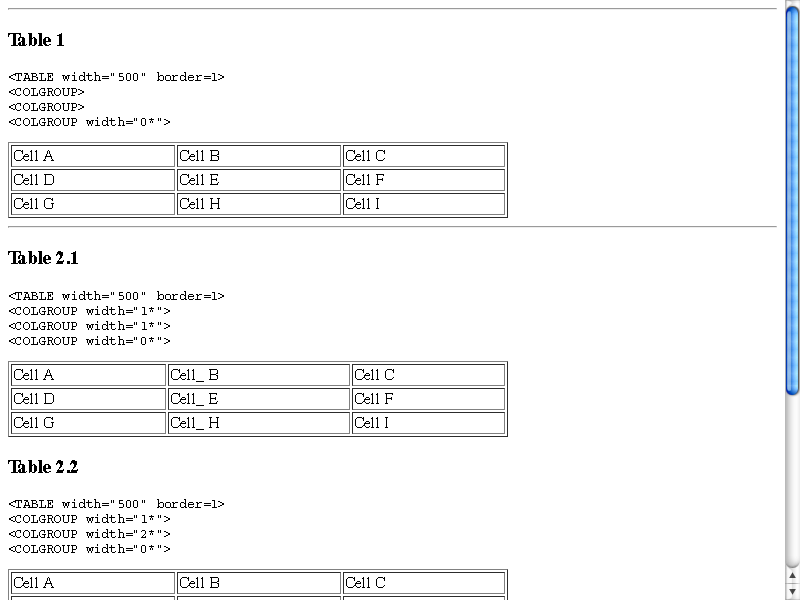 Table 1
<TABLE width="500" border=1>
<COLGROUP>
<COLGROUP>
<COLGROUP width="0*">
Cell A Cell B Cell C
Cell D Cell E Cell F
Cell G Cell H Cell I
Table 2.1
<TABLE width="500" border=1>
<COLGROUP width="1*">
<COLGROUP width="1*">
<COLGROUP width="0*">
Cell A Cell_ B Cell C
Cell D Cell_ E Cell F
Cell G Cell_ H Cell I
Table 2.2
<TABLE width="500" border=1>
<COLGROUP width="1*">
<COLGROUP width="2*">
<COLGROUP width="0*">
Cell A Cell B Cell C